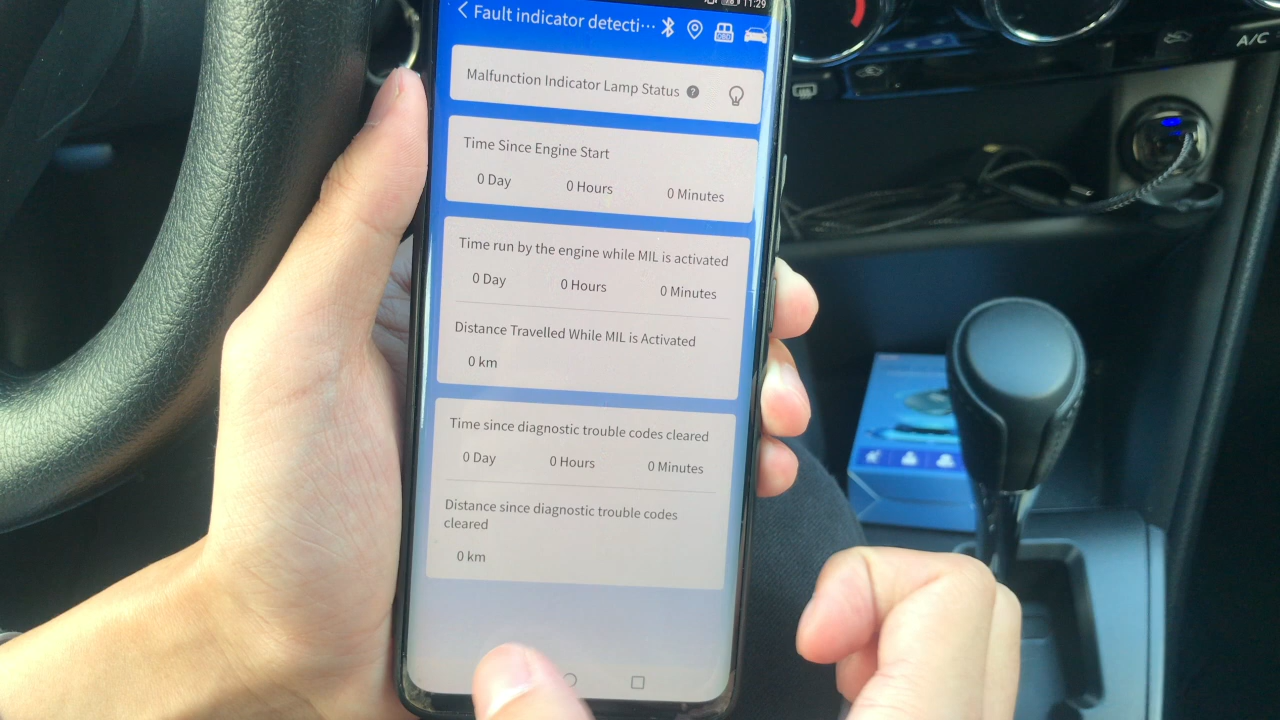 11:29
Fault indicator detecti···
OBD
Malfunction Indicator Lamp Status ?
Time Since Engine Start
0 Day 0 Hours 0 Minutes
Time run by the engine while MIL is activated
0 Day 0 Hours 0 Minutes
Distance Travelled While MIL is Activated
0 km
Time since diagnostic trouble codes cleared
0 Day 0 Hours 0 Minutes
Distance since diagnostic trouble codes
cleared
0 km
A/C